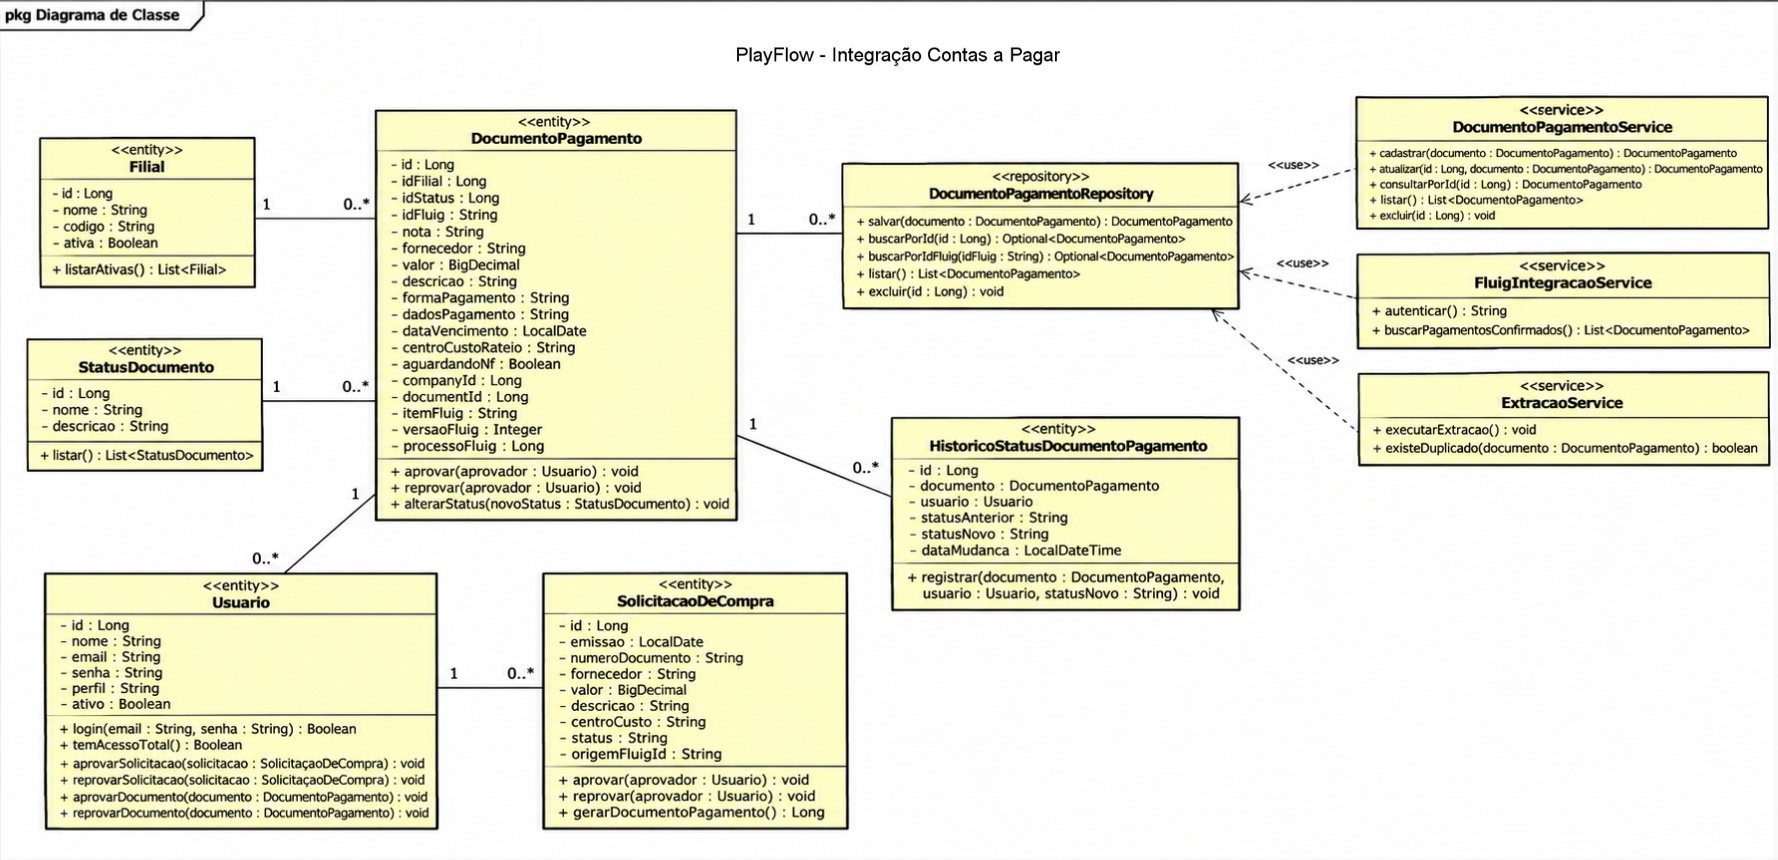 pkg Diagrama de Classe
PlayFlow - Integração Contas a Pagar
<<entity>>
Filial
- id : Long
- nome : String
- codigo : String
- ativa : Boolean
+ listarAtivas() : List<Filial>
1
0..*
<<entity>>
StatusDocumento
- id : Long
- nome : String
- descricao : String
+ listar() : List<StatusDocumento>
1
0..*
<<entity>>
DocumentoPagamento
- id : Long
- idFilial : Long
- idStatus : Long
- idFluig : String
- nota : String
- fornecedor : String
- valor : BigDecimal
- descricao : String
- formaPagamento : String
- dadosPagamento : String
- dataVencimento : LocalDate
- centroCustoRateio : String
- aguardandoNf : Boolean
- companyId : Long
- documentId : Long
- itemFluig : String
- versaoFluig : Integer
- processoFluig : Long
+ aprovar(aprovador : Usuario) : void
+ reprovar(aprovador : Usuario) : void
+ alterarStatus(novoStatus : StatusDocumento) : void
1
0..*
<<repository>>
DocumentoPagamentoRepository
+ salvar(documento : DocumentoPagamento) : DocumentoPagamento
+ buscarPorId(id : Long) : Optional<DocumentoPagamento>
+ buscarPorIdFluig(idFluig : String) : Optional<DocumentoPagamento>
+ listar() : List<DocumentoPagamento>
+ excluir(id : Long) : void
<<use>>
<<use>>
<<use>>
<<service>>
DocumentoPagamentoService
+ cadastrar(documento : DocumentoPagamento) : DocumentoPagamento
+ atualizar(id : Long, documento : DocumentoPagamento) : DocumentoPagamento
+ consultarPorId(id : Long) : DocumentoPagamento
+ listar() : List<DocumentoPagamento>
+ excluir(id : Long) : void
<<service>>
FluigIntegracaoService
+ autenticar() : String
+ buscarPagamentosConfirmados() : List<DocumentoPagamento>
<<service>>
ExtracaoService
+ executarExtracao() : void
+ existeDuplicado(documento : DocumentoPagamento) : boolean
1
0..*
<<entity>>
HistoricoStatusDocumentoPagamento
- id : Long
- documento : DocumentoPagamento
- usuario : Usuario
- statusAnterior : String
- statusNovo : String
- dataMudanca : LocalDateTime
+ registrar(documento : DocumentoPagamento,
usuario : Usuario, statusNovo : String) : void
1
0..*
<<entity>>
Usuario
- id : Long
- nome : String
- email : String
- senha : String
- perfil : String
- ativo : Boolean
+ login(email : String, senha : String) : Boolean
+ temAcessoTotal() : Boolean
+ aprovarSolicitacao(solicitacao : SolicitaçaoDeCompra) : void
+ reprovarSolicitacao(solicitacao : SolicitaçaoDeCompra) : void
+ aprovarDocumento(documento : DocumentoPagamento) : void
+ reprovarDocumento(documento : DocumentoPagamento) : void
1
0..*
<<entity>>
SolicitacaoDeCompra
- id : Long
- emissao : LocalDate
- numeroDocumento : String
- fornecedor : String
- valor : BigDecimal
- descricao : String
- centroCusto : String
- status : String
- origemFluigId : String
+ aprovar(aprovador : Usuario) : void
+ reprovar(aprovador : Usuario) : void
+ gerarDocumentoPagamento() : Long